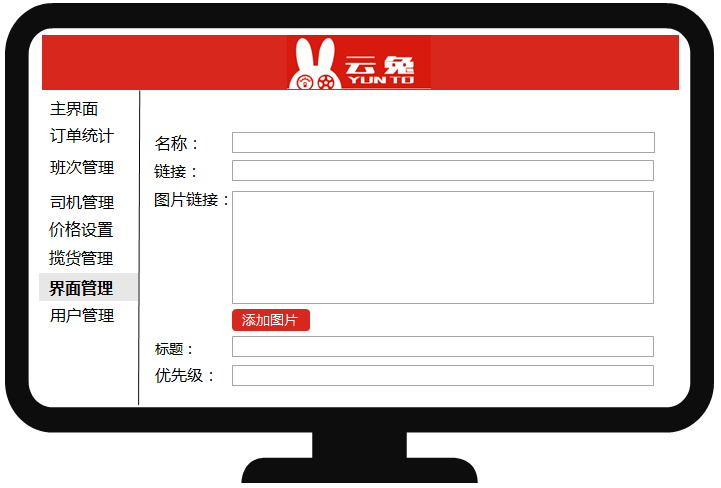 云兔
YUN TO
主界面
订单统计
班次管理
司机管理
价格设置
揽货管理
界面管理
用户管理
名称：
链接：
图片链接：
添加图片
标题：
优先级：